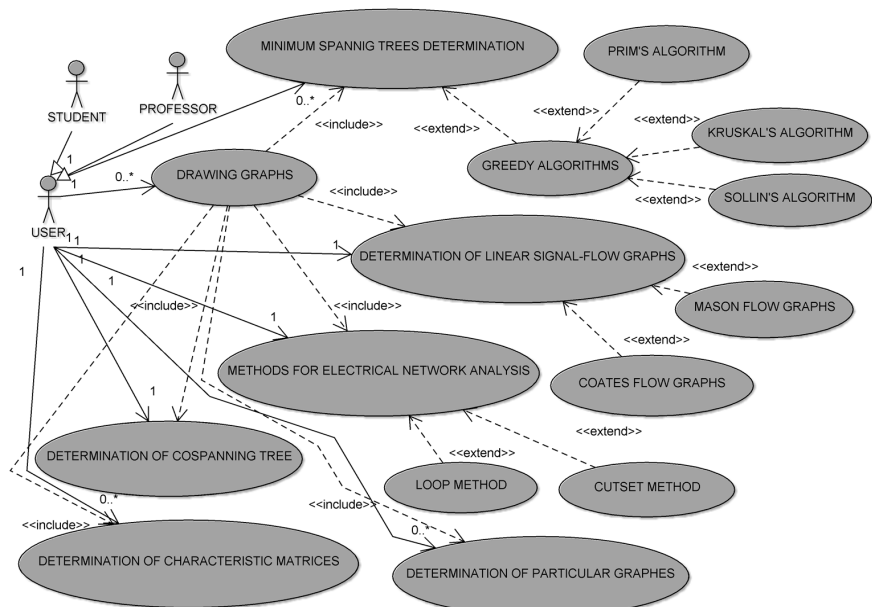 MINIMUM SPANNIG TREES DETERMINATION
PRIM'S ALGORITHM
STUDENT
PROFESSOR
0..*
<<include>>
<<extend>>
<<extend>>
<<extend>>
KRUSKAL'S ALGORITHM
1
1
0..*
DRAWING GRAPHS
GREEDY ALGORITHMS
<<include>>
<<extend>>
SOLLIN'S ALGORITHM
USER
1
1
1
DETERMINATION OF LINEAR SIGNAL-FLOW GRAPHS
<<extend>>
1
1
1
<<include>>
<<include>>
MASON FLOW GRAPHS
1
<<extend>>
METHODS FOR ELECTRICAL NETWORK ANALYSIS
COATES FLOW GRAPHS
1
<<extend>>
DETERMINATION OF COSPANNING TREE
<<extend>>
LOOP METHOD
CUTSET METHOD
0..*
<<include>>
<<include>>
0..*
DETERMINATION OF CHARACTERISTIC MATRICES
DETERMINATION OF PARTICULAR GRAPHES